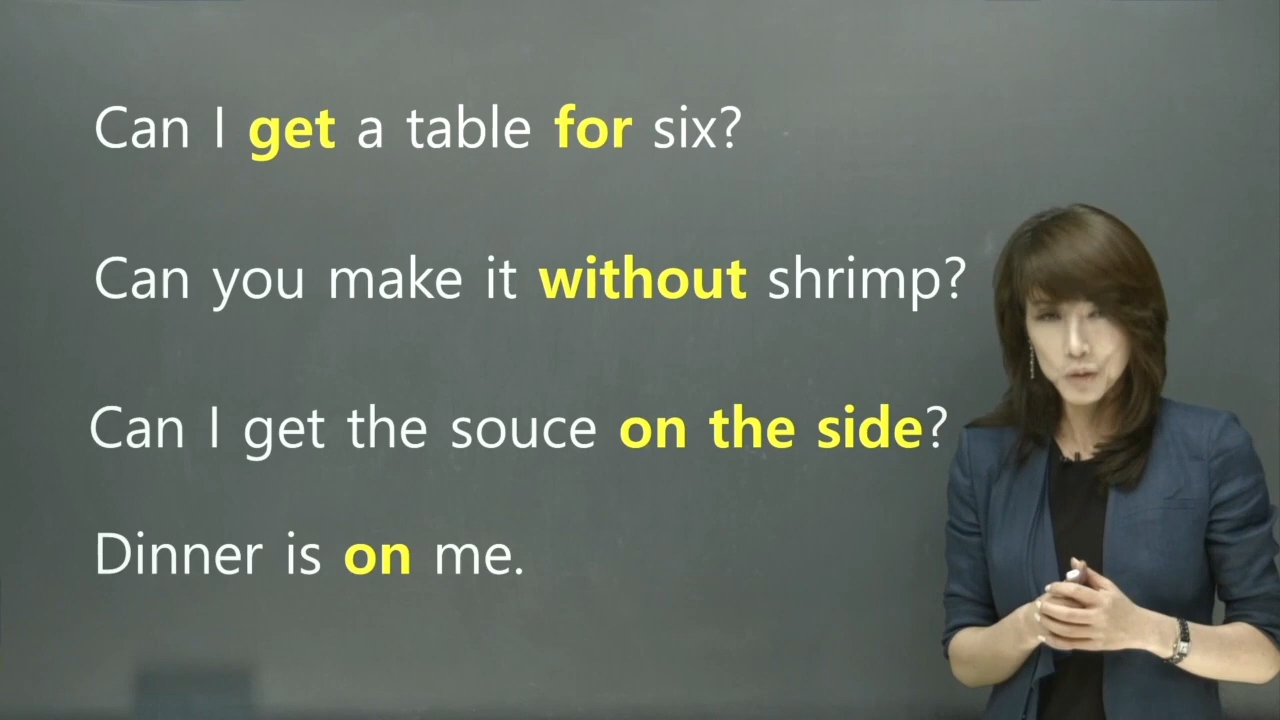 Can I get a table for six?
Can you make it without shrimp?
Can I get the souce on the side?
Dinner is on me.